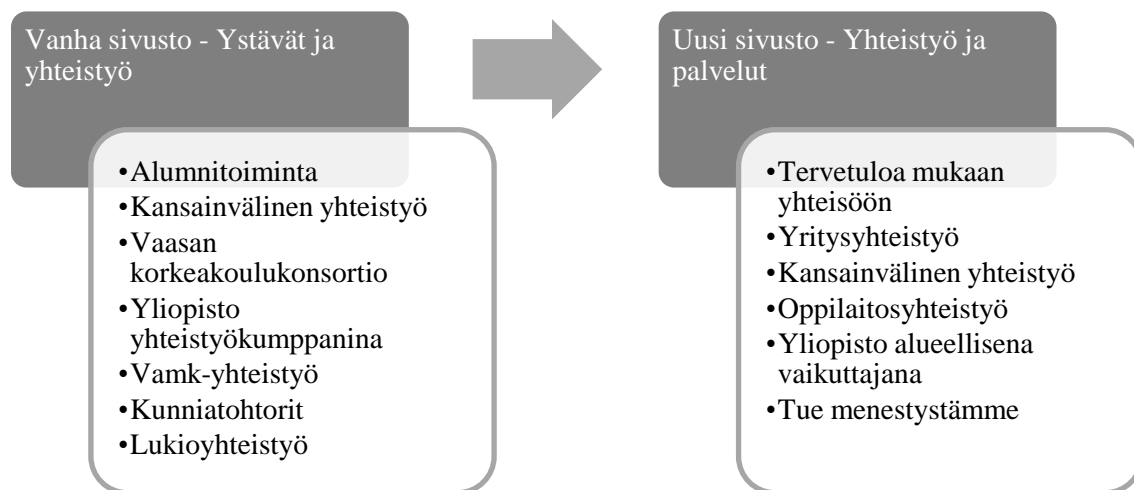 Vanha sivusto - Ystävät ja
yhteistyö
•Alumnitoiminta
•Kansainvälinen yhteistyö
•Vaasan
korkeakoulukonsortio
•Yliopisto
yhteistyökumppanina
•Vamk-yhteistyö
•Kunniatohtorit
•Lukioyhteistyö
Uusi sivusto - Yhteistyö ja
palvelut
•Tervetuloa mukaan
yhteisöön
•Yritysyhteistyö
•Kansainvälinen yhteistyö
•Oppilaitosyhteistyö
•Yliopisto alueellisena
vaikuttajana
•Tue menestystämme